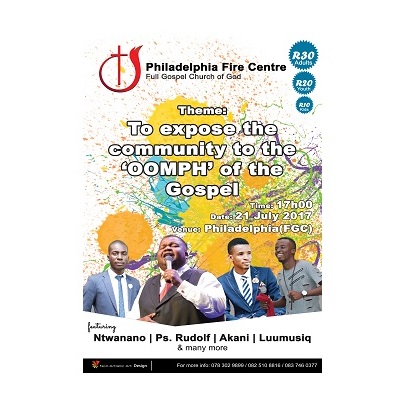 Philadelphia Fire Centre
Full Gospel Church of God
R30
Adults
R20
Youth
R10
Kids
Theme:
To expose the
community to the
‘OOMPH’ of the
Gospel
Time: 17h00
Date: 21 July 2017
Venue: Philadelphia(FGC)
featuring
Ntwanano | Ps. Rudolf | Akani | Luumusiq
& many more
Design
For more info: 078 302 9899 / 082 510 8816 / 083 746 0377